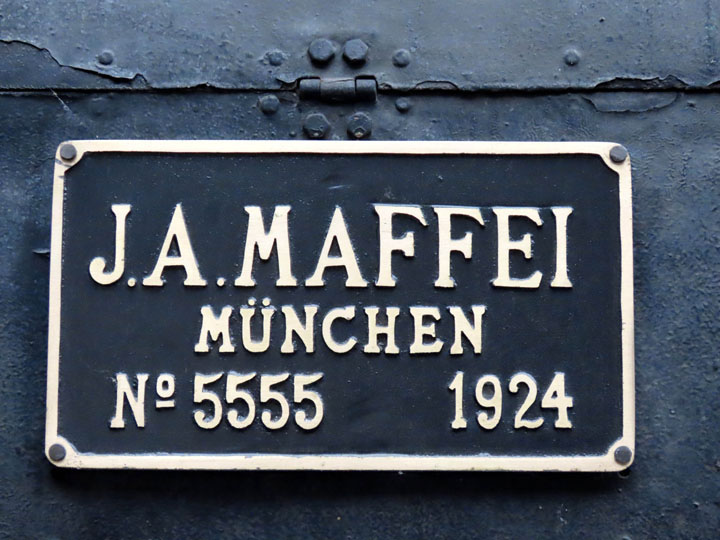 J.A. MAFFEI
MÜNCHEN
Nº 5555 1924